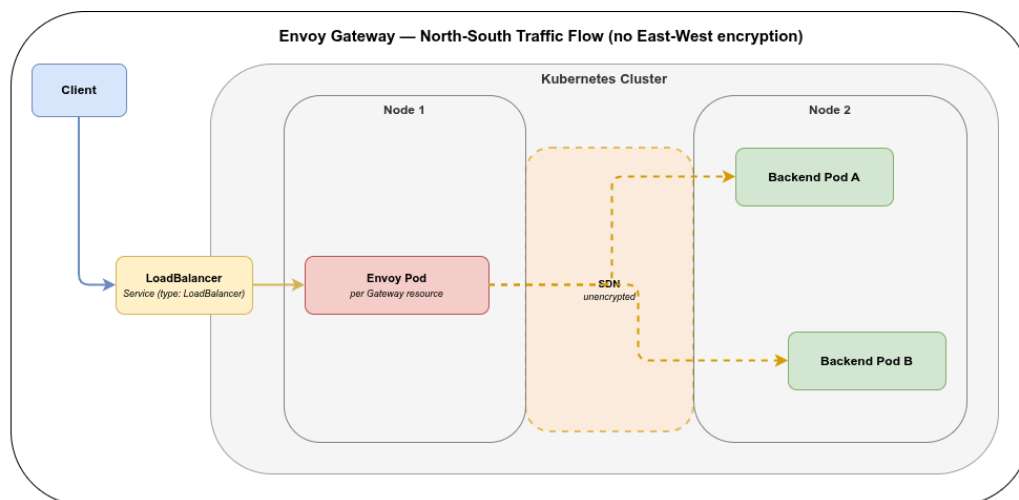 Envoy Gateway — North-South Traffic Flow (no East-West encryption)
Client
Kubernetes Cluster
Node 1
Node 2
Backend Pod A
LoadBalancer
Service (type: LoadBalancer)
Envoy Pod
per Gateway resource
SDN
unencrypted
Backend Pod B